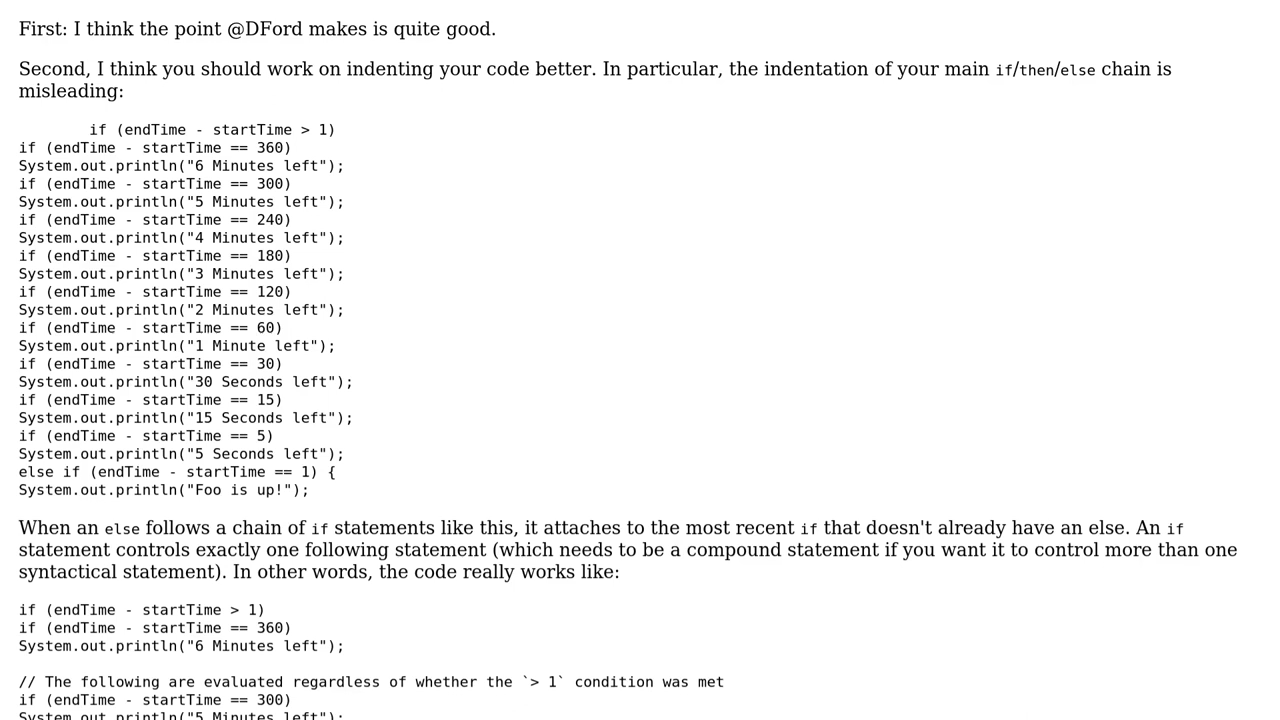 First: I think the point @DFord makes is quite good.
Second, I think you should work on indenting your code better. In particular, the indentation of your main if/then/else chain is
misleading:
        if (endTime - startTime > 1)
if (endTime - startTime == 360)
System.out.println("6 Minutes left");
if (endTime - startTime == 300)
System.out.println("5 Minutes left");
if (endTime - startTime == 240)
System.out.println("4 Minutes left");
if (endTime - startTime == 180)
System.out.println("3 Minutes left");
if (endTime - startTime == 120)
System.out.println("2 Minutes left");
if (endTime - startTime == 60)
System.out.println("1 Minute left");
if (endTime - startTime == 30)
System.out.println("30 Seconds left");
if (endTime - startTime == 15)
System.out.println("15 Seconds left");
if (endTime - startTime == 5)
System.out.println("5 Seconds left");
else if (endTime - startTime == 1) {
System.out.println("Foo is up!");
When an else follows a chain of if statements like this, it attaches to the most recent if that doesn't already have an else. An if
statement controls exactly one following statement (which needs to be a compound statement if you want it to control more than one
syntactical statement). In other words, the code really works like:
if (endTime - startTime > 1)
if (endTime - startTime == 360)
System.out.println("6 Minutes left");
// The following are evaluated regardless of whether the `> 1` condition was met
if (endTime - startTime == 300)
System.out.println("5 Minutes left");